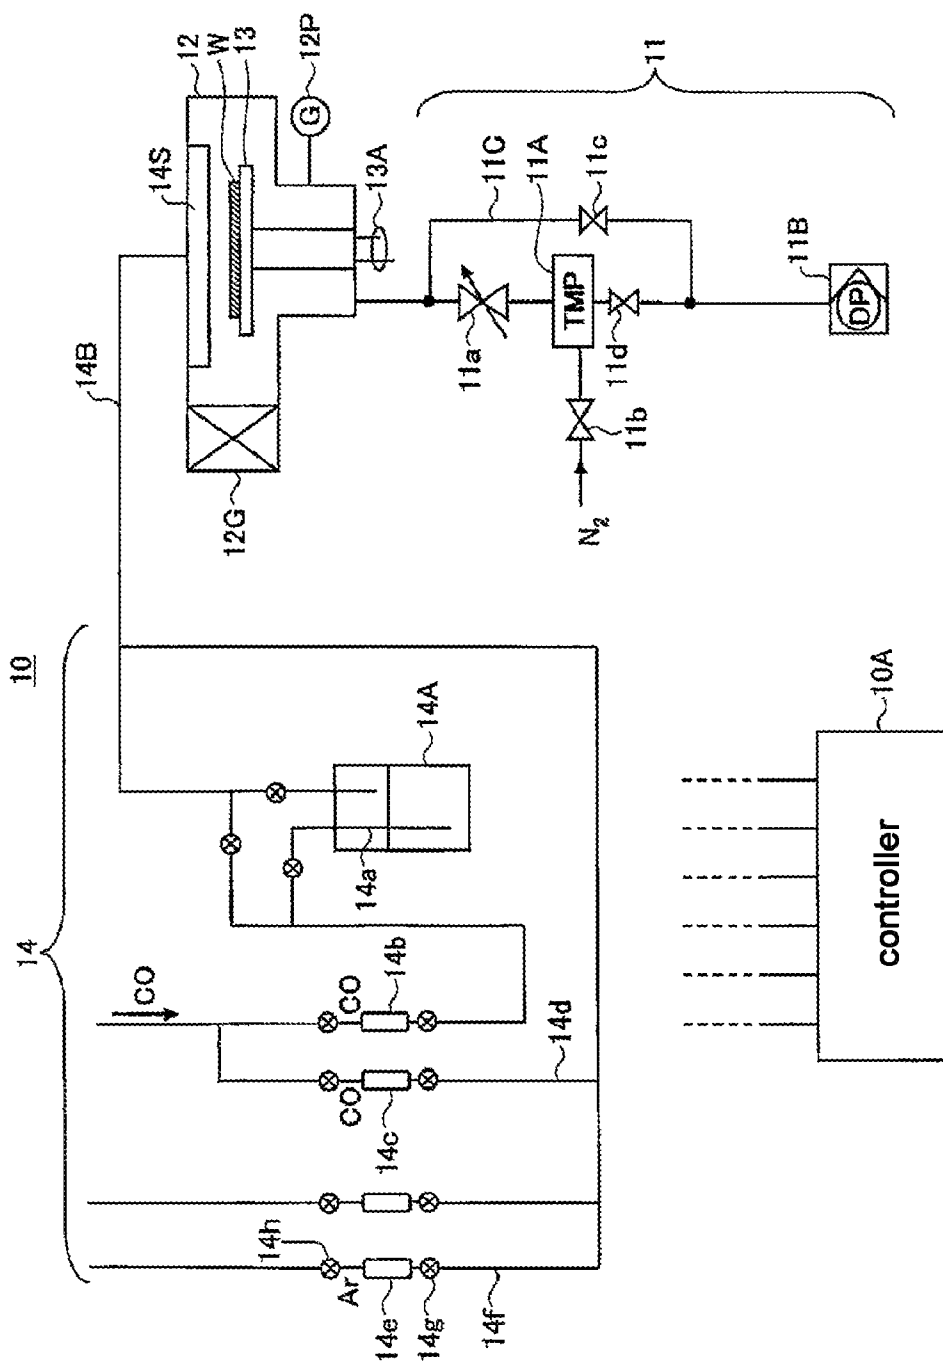 10
14
CO
14h
Ar
14e
14g
14f
CO
14c
14d
CO
14b
14a
14A
14B
12G
14S
12
W
13
12P
G
13A
11
11C
11A
11c
11a
TMP
11d
11b
N2
11B
DP
10A
controller